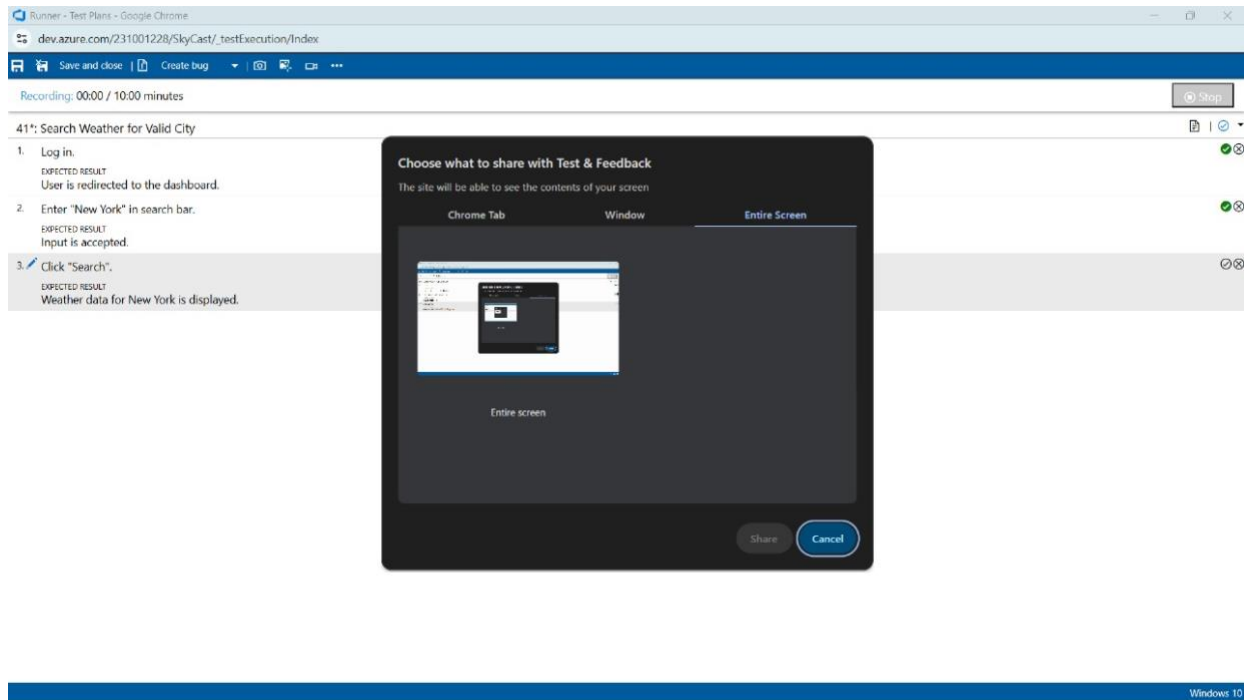 Runner - Test Plans - Google Chrome
dev.azure.com/231001228/SkyCast/_testExecution/Index
Save and close | Create bug
Recording: 00:00 / 10:00 minutes
Stop
41*: Search Weather for Valid City
1. Log in.
EXPECTED RESULT
User is redirected to the dashboard.
2. Enter "New York" in search bar.
EXPECTED RESULT
Input is accepted.
3. Click "Search".
EXPECTED RESULT
Weather data for New York is displayed.
Choose what to share with Test & Feedback
The site will be able to see the contents of your screen
Chrome Tab Window Entire Screen
Entire screen
Share Cancel
Windows 10